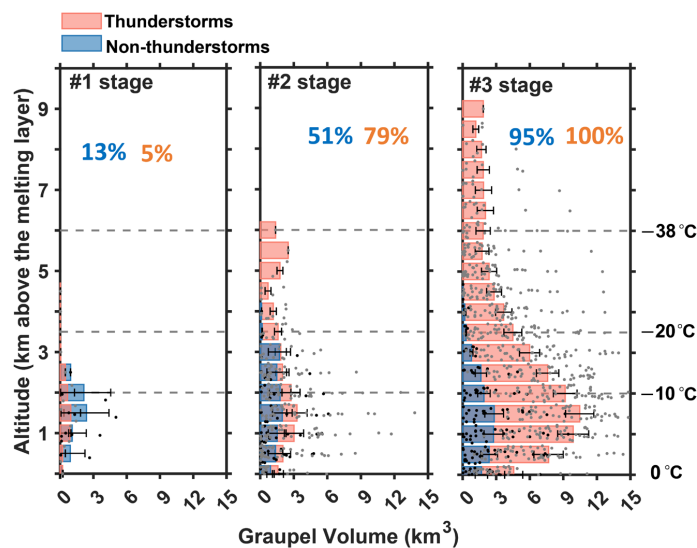 Thunderstorms
Non-thunderstorms
#1 stage
#2 stage
#3 stage
13% 5%
51% 79%
95% 100%
Altitude (km above the melting layer)
9
7
5
3
1
−38 °C
−20 °C
−10 °C
0 °C
0 3 6 9 12 15
0 3 6 9 12 15
0 3 6 9 12 15
Graupel Volume (km³)